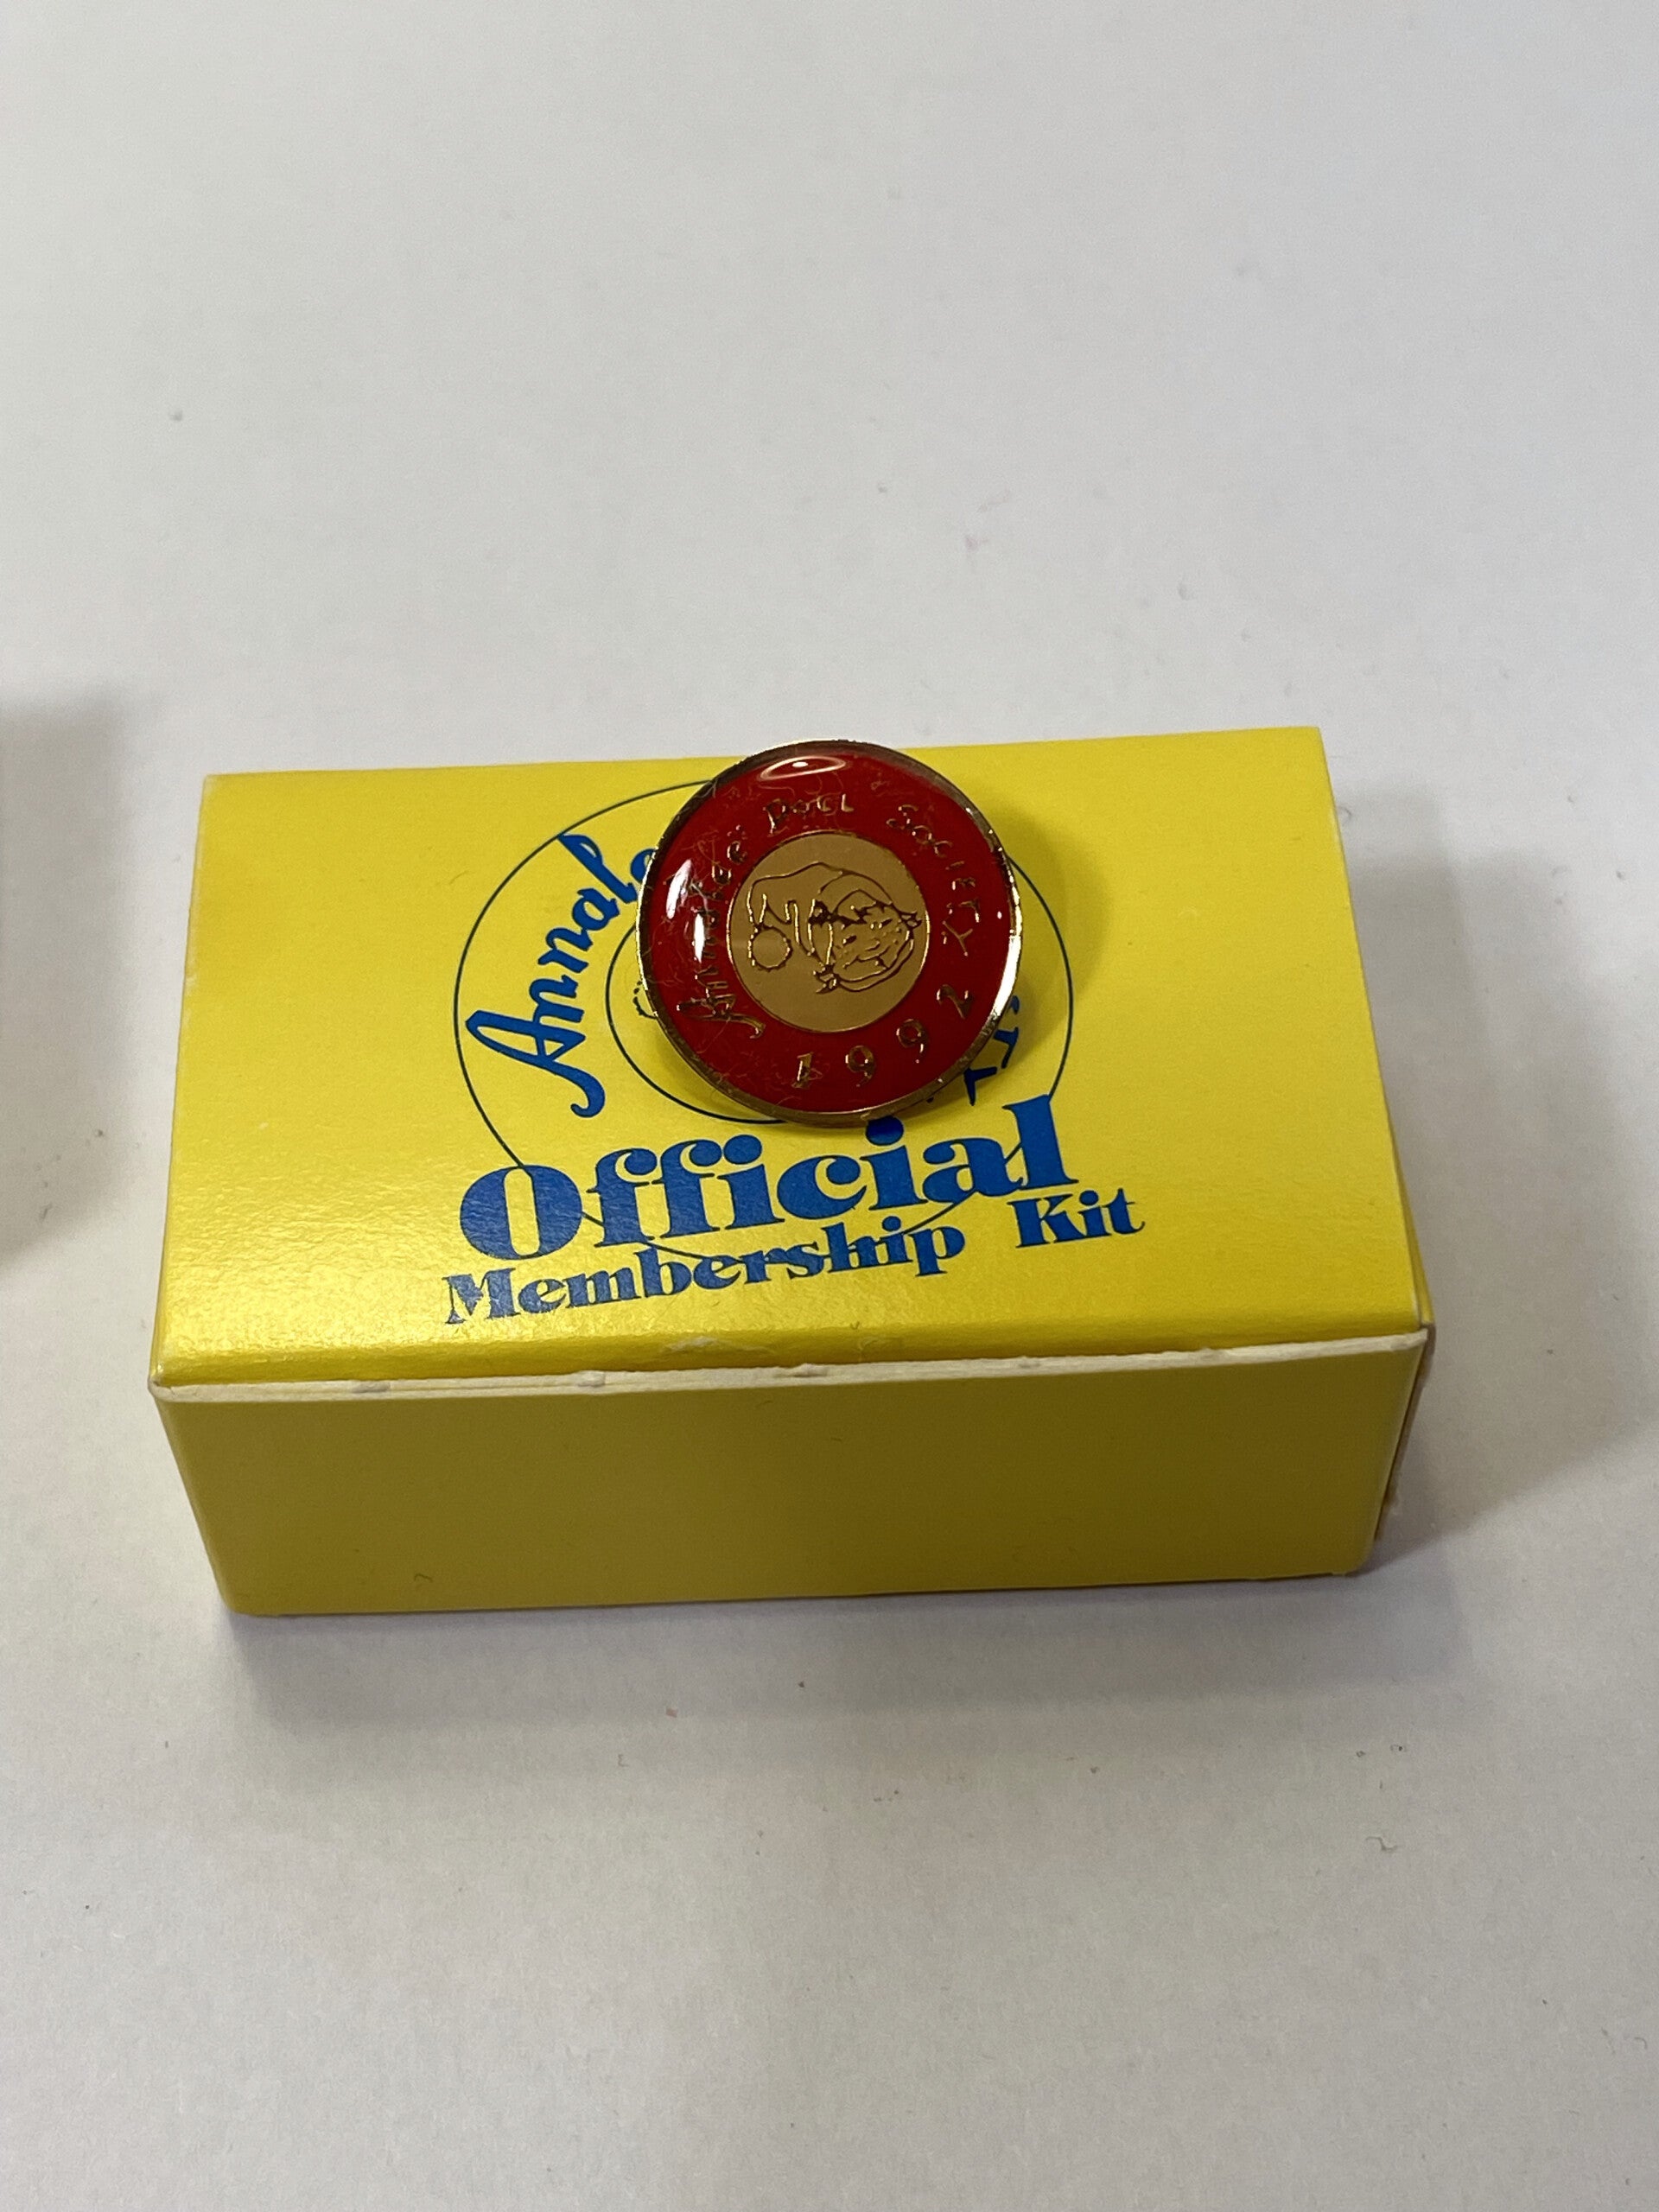 Annalee Doll Society
1992
Annale
Official
Membership Kit